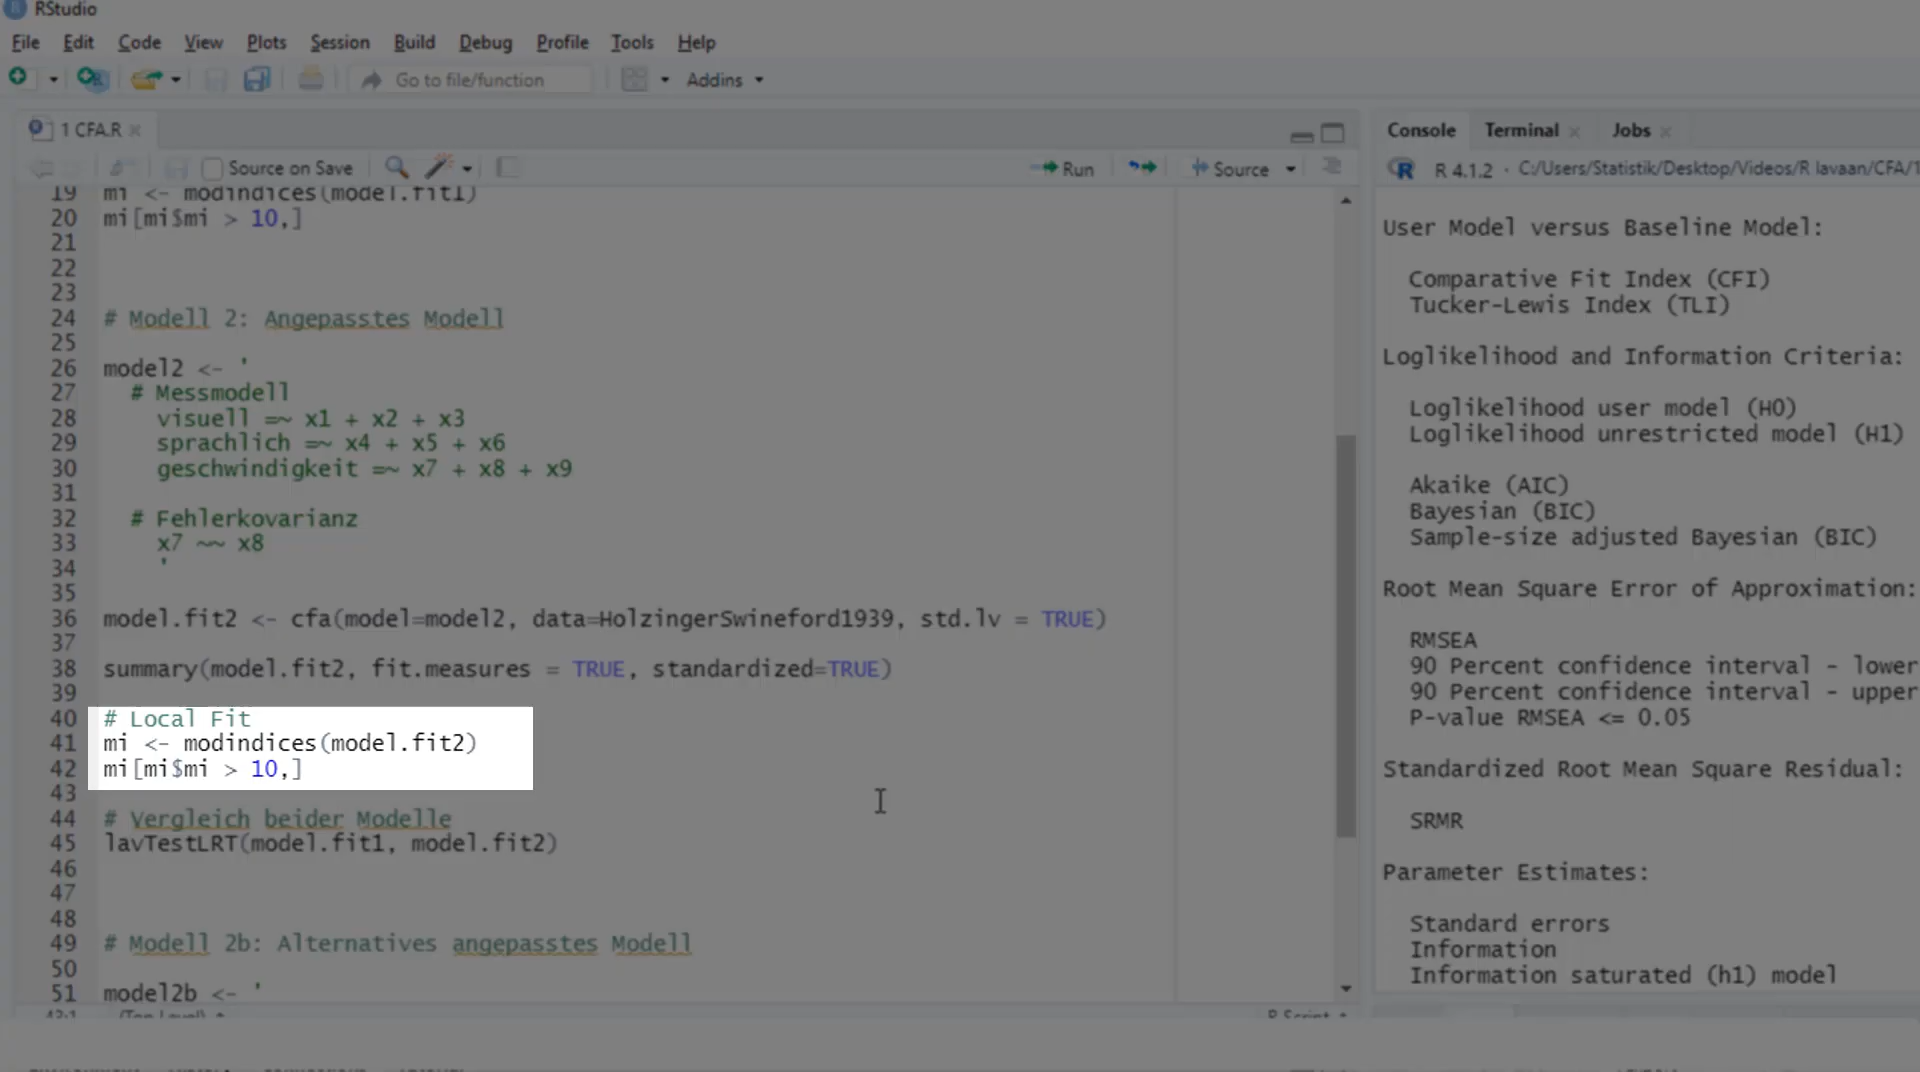 RStudio
File Edit Code View Plots Session Build Debug Profile Tools Help
Go to file/function Addins
1 CFA.R
Source on Save Run Source
19 mi <- modindices(model.fit1)
20 mi[mi$mi > 10,]
21
22
23
24 # Modell 2: Angepasstes Modell
25
26 model2 <- '
27 # Messmodell
28 visuell =~ x1 + x2 + x3
29 sprachlich =~ x4 + x5 + x6
30 geschwindigkeit =~ x7 + x8 + x9
31
32 # Fehlerkovarianz
33 x7 ~~ x8
34 '
35
36 model.fit2 <- cfa(model=model2, data=HolzingerSwineford1939, std.lv = TRUE)
37
38 summary(model.fit2, fit.measures = TRUE, standardized=TRUE)
39
40 # Local Fit
41 mi <- modindices(model.fit2)
42 mi[mi$mi > 10,]
43
44 # Vergleich beider Modelle
45 lavTestLRT(model.fit1, model.fit2)
46
47
48
49 # Modell 2b: Alternatives angepasstes Modell
50
51 model2b <- '
43:1 (Top Level) R Script
Console Terminal Jobs
R 4.1.2 · C:/Users/Statistik/Desktop/Videos/R lavaan/CFA/1
User Model versus Baseline Model:
Comparative Fit Index (CFI)
Tucker-Lewis Index (TLI)
Loglikelihood and Information Criteria:
Loglikelihood user model (H0)
Loglikelihood unrestricted model (H1)
Akaike (AIC)
Bayesian (BIC)
Sample-size adjusted Bayesian (BIC)
Root Mean Square Error of Approximation:
RMSEA
90 Percent confidence interval - lower
90 Percent confidence interval - upper
P-value RMSEA <= 0.05
Standardized Root Mean Square Residual:
SRMR
Parameter Estimates:
Standard errors
Information
Information saturated (h1) model